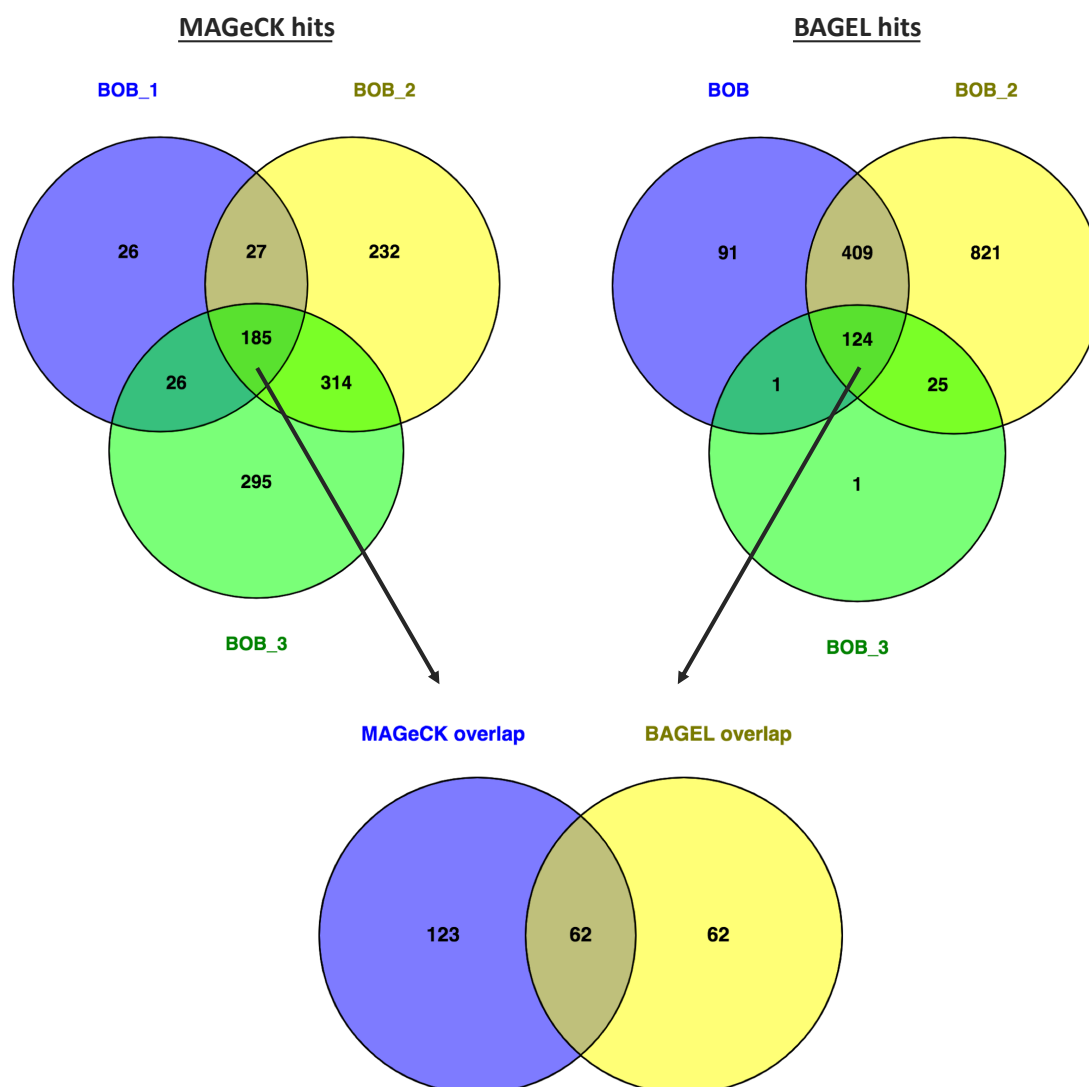 MAGeCK hits
BAGEL hits
BOB_1
BOB_2
BOB
BOB_2
26
27
232
91
409
821
185
124
26
314
1
25
295
1
BOB_3
BOB_3
MAGeCK overlap
BAGEL overlap
123
62
62